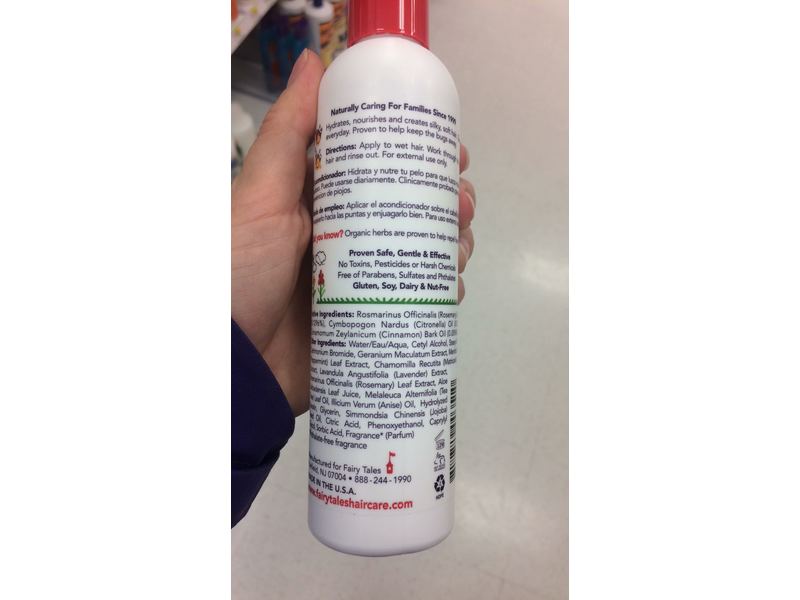 Naturally Caring For Families Since 1999
Hydrates, nourishes and creates silky, soft
everyday. Proven to help keep the bugs
Directions: Apply to wet hair. Work through
hair and rinse out. For external use only.
Hidrata y nutre tu pelo para que
Puede usarse diariamente. Clinicamente
de piojos.
de empleo: Aplicar el acondicionador sobre el
hacia las puntas y enjuagarlo bien. Para uso
you know? Organic herbs are proven to help repel
Proven Safe, Gentle & Effective
No Toxins, Pesticides or Harsh Chemicals
Free of Parabens, Sulfates and Phthalates
Gluten, Soy, Dairy & Nut-Free
Ingredients: Rosmarinus Officinalis (Rosemary)
Cymbopogon Nardus (Citronella) Oil
Zeylanicum (Cinnamon) Bark Oil
Ingredients: Water/Eau/Aqua, Cetyl Alcohol,
Bromide, Geranium Maculatum Extract,
Leaf Extract, Chamomilla Recutita
Lavandula Angustifolia (Lavender) Extract,
Officinalis (Rosemary) Leaf Extract, Aloe
Leaf Juice, Melaleuca Alternifolia (Tea
Leaf Oil, Illicium Verum (Anise) Oil, Hydrolyzed
Glycerin, Simmondsia Chinensis (Jojoba)
Oil, Citric Acid, Phenoxyethanol, Caprylyl
Sorbic Acid, Fragrance* (Parfum)
fragrance
for Fairy Tales
NJ 07004 • 888-244-1990
IN THE U.S.A.
www.fairytaleshaircare.com
HDPE